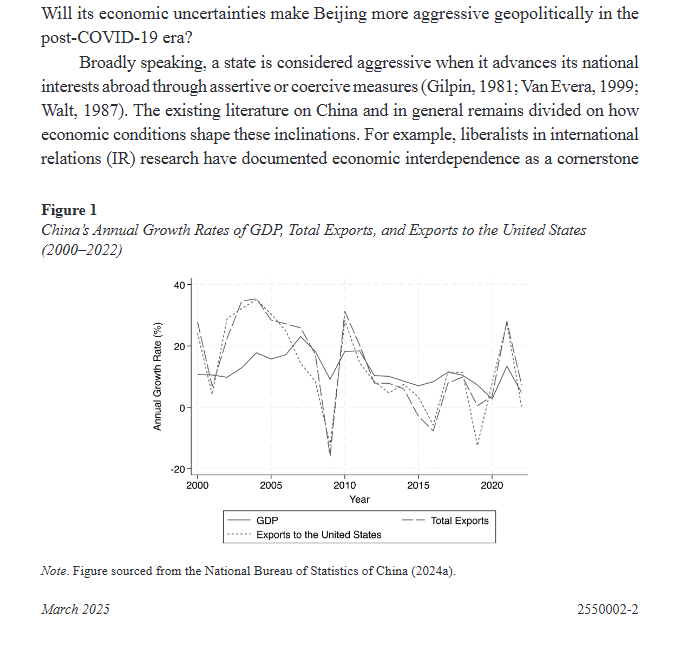 Will its economic uncertainties make Beijing more aggressive geopolitically in the
post-COVID-19 era?
Broadly speaking, a state is considered aggressive when it advances its national
interests abroad through assertive or coercive measures (Gilpin, 1981; Van Evera, 1999;
Walt, 1987). The existing literature on China and in general remains divided on how
economic conditions shape these inclinations. For example, liberalists in international
relations (IR) research have documented economic interdependence as a cornerstone
Figure 1
China's Annual Growth Rates of GDP, Total Exports, and Exports to the United States
(2000–2022)
40
20
0
-20
Annual Growth Rate (%)
2000 2005 2010 2015 2020
Year
GDP Total Exports
Exports to the United States
Note. Figure sourced from the National Bureau of Statistics of China (2024a).
March 2025 2550002-2